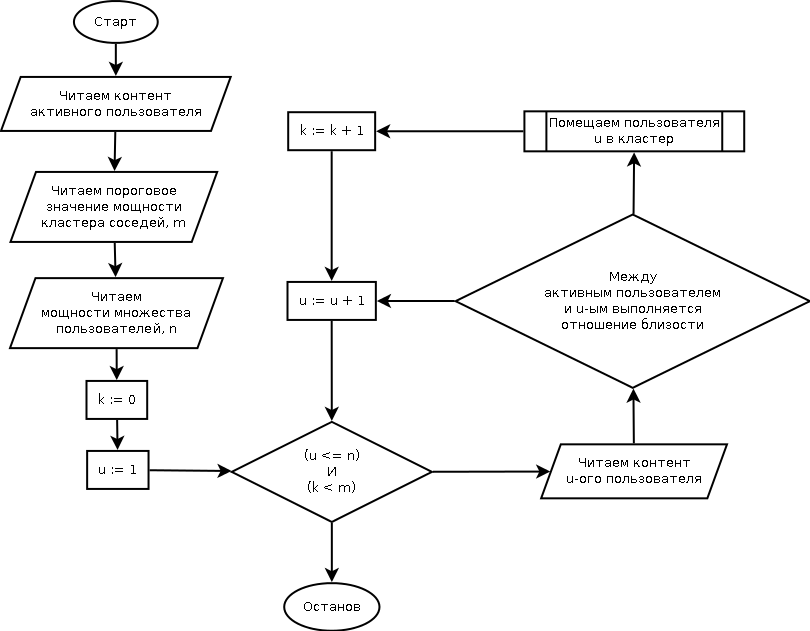 Старт
Читаем контент
активного пользователя
Читаем пороговое
значение мощности
кластера соседей, m
Читаем
мощности множества
пользователей, n
k := 0
u := 1
k := k + 1
Помещаем пользователя
u в кластер
u := u + 1
Между
активным пользователем
и u-ым выполняется
отношение близости
(u <= n)
И
(k < m)
Читаем контент
u-ого пользователя
Останов